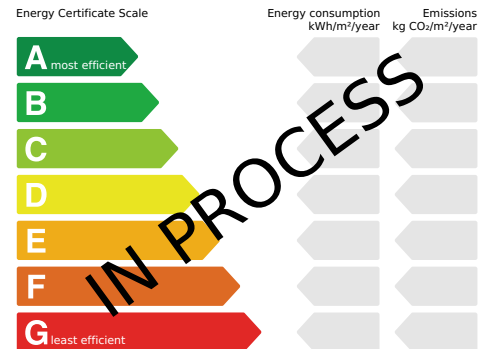 Energy Certificate Scale
Energy consumption
kWh/m²/year
Emissions
kg CO₂/m²/year
A most efficient
B
C
D
E
F
G least efficient
IN PROCESS